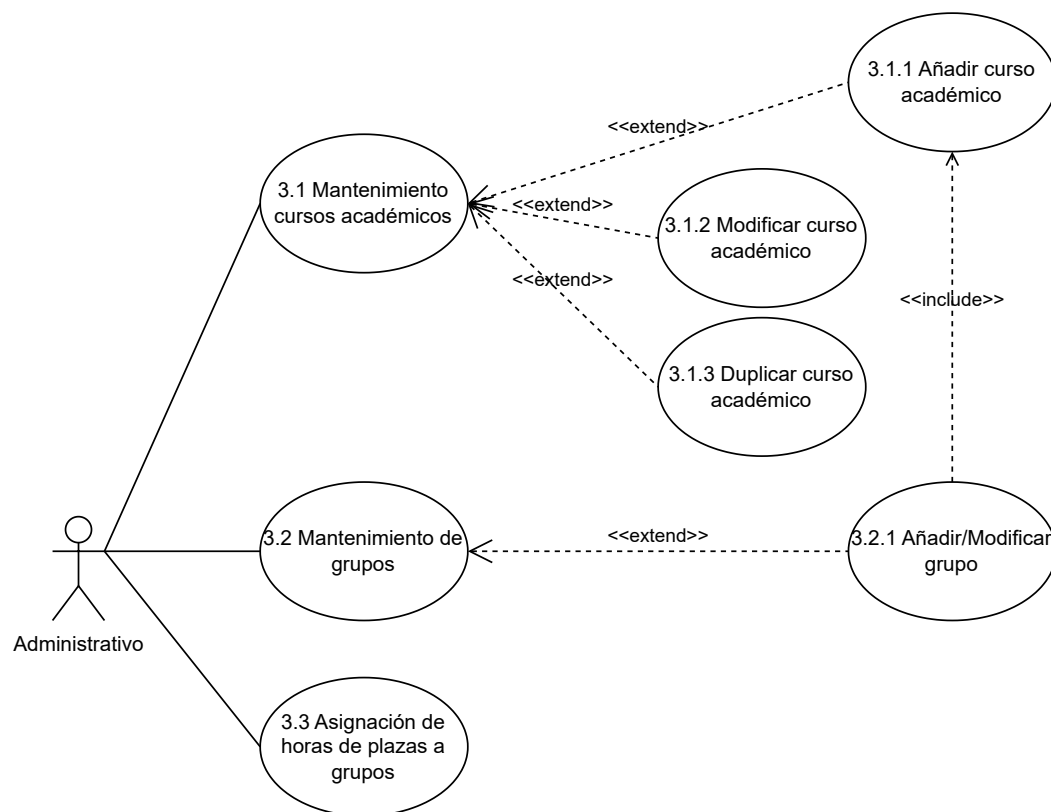 3.1.1 Añadir curso
académico
<<extend>>
3.1 Mantenimiento
cursos académicos
<<extend>>
3.1.2 Modificar curso
académico
<<extend>>
<<include>>
3.1.3 Duplicar curso
académico
3.2 Mantenimiento de
grupos
<<extend>>
3.2.1 Añadir/Modificar
grupo
Administrativo
3.3 Asignación de
horas de plazas a
grupos